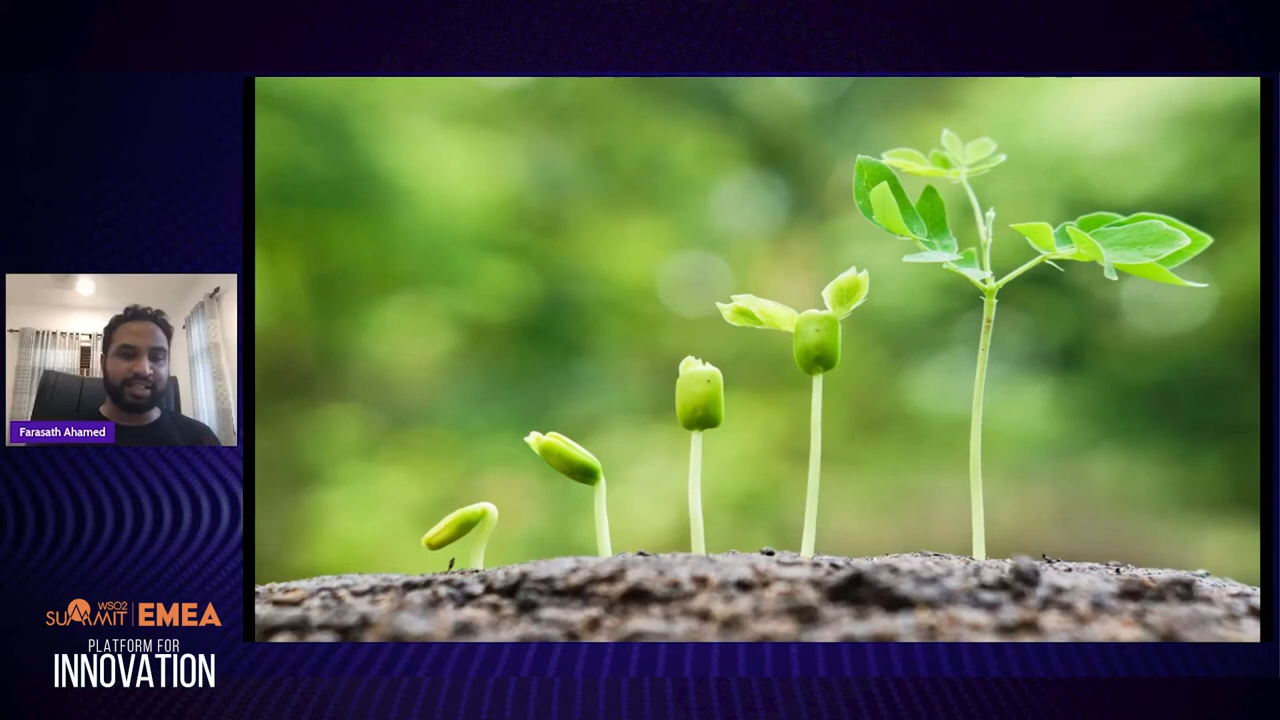 Farasath Ahamed
WSO2
SUMMIT | EMEA
PLATFORM FOR
INNOVATION